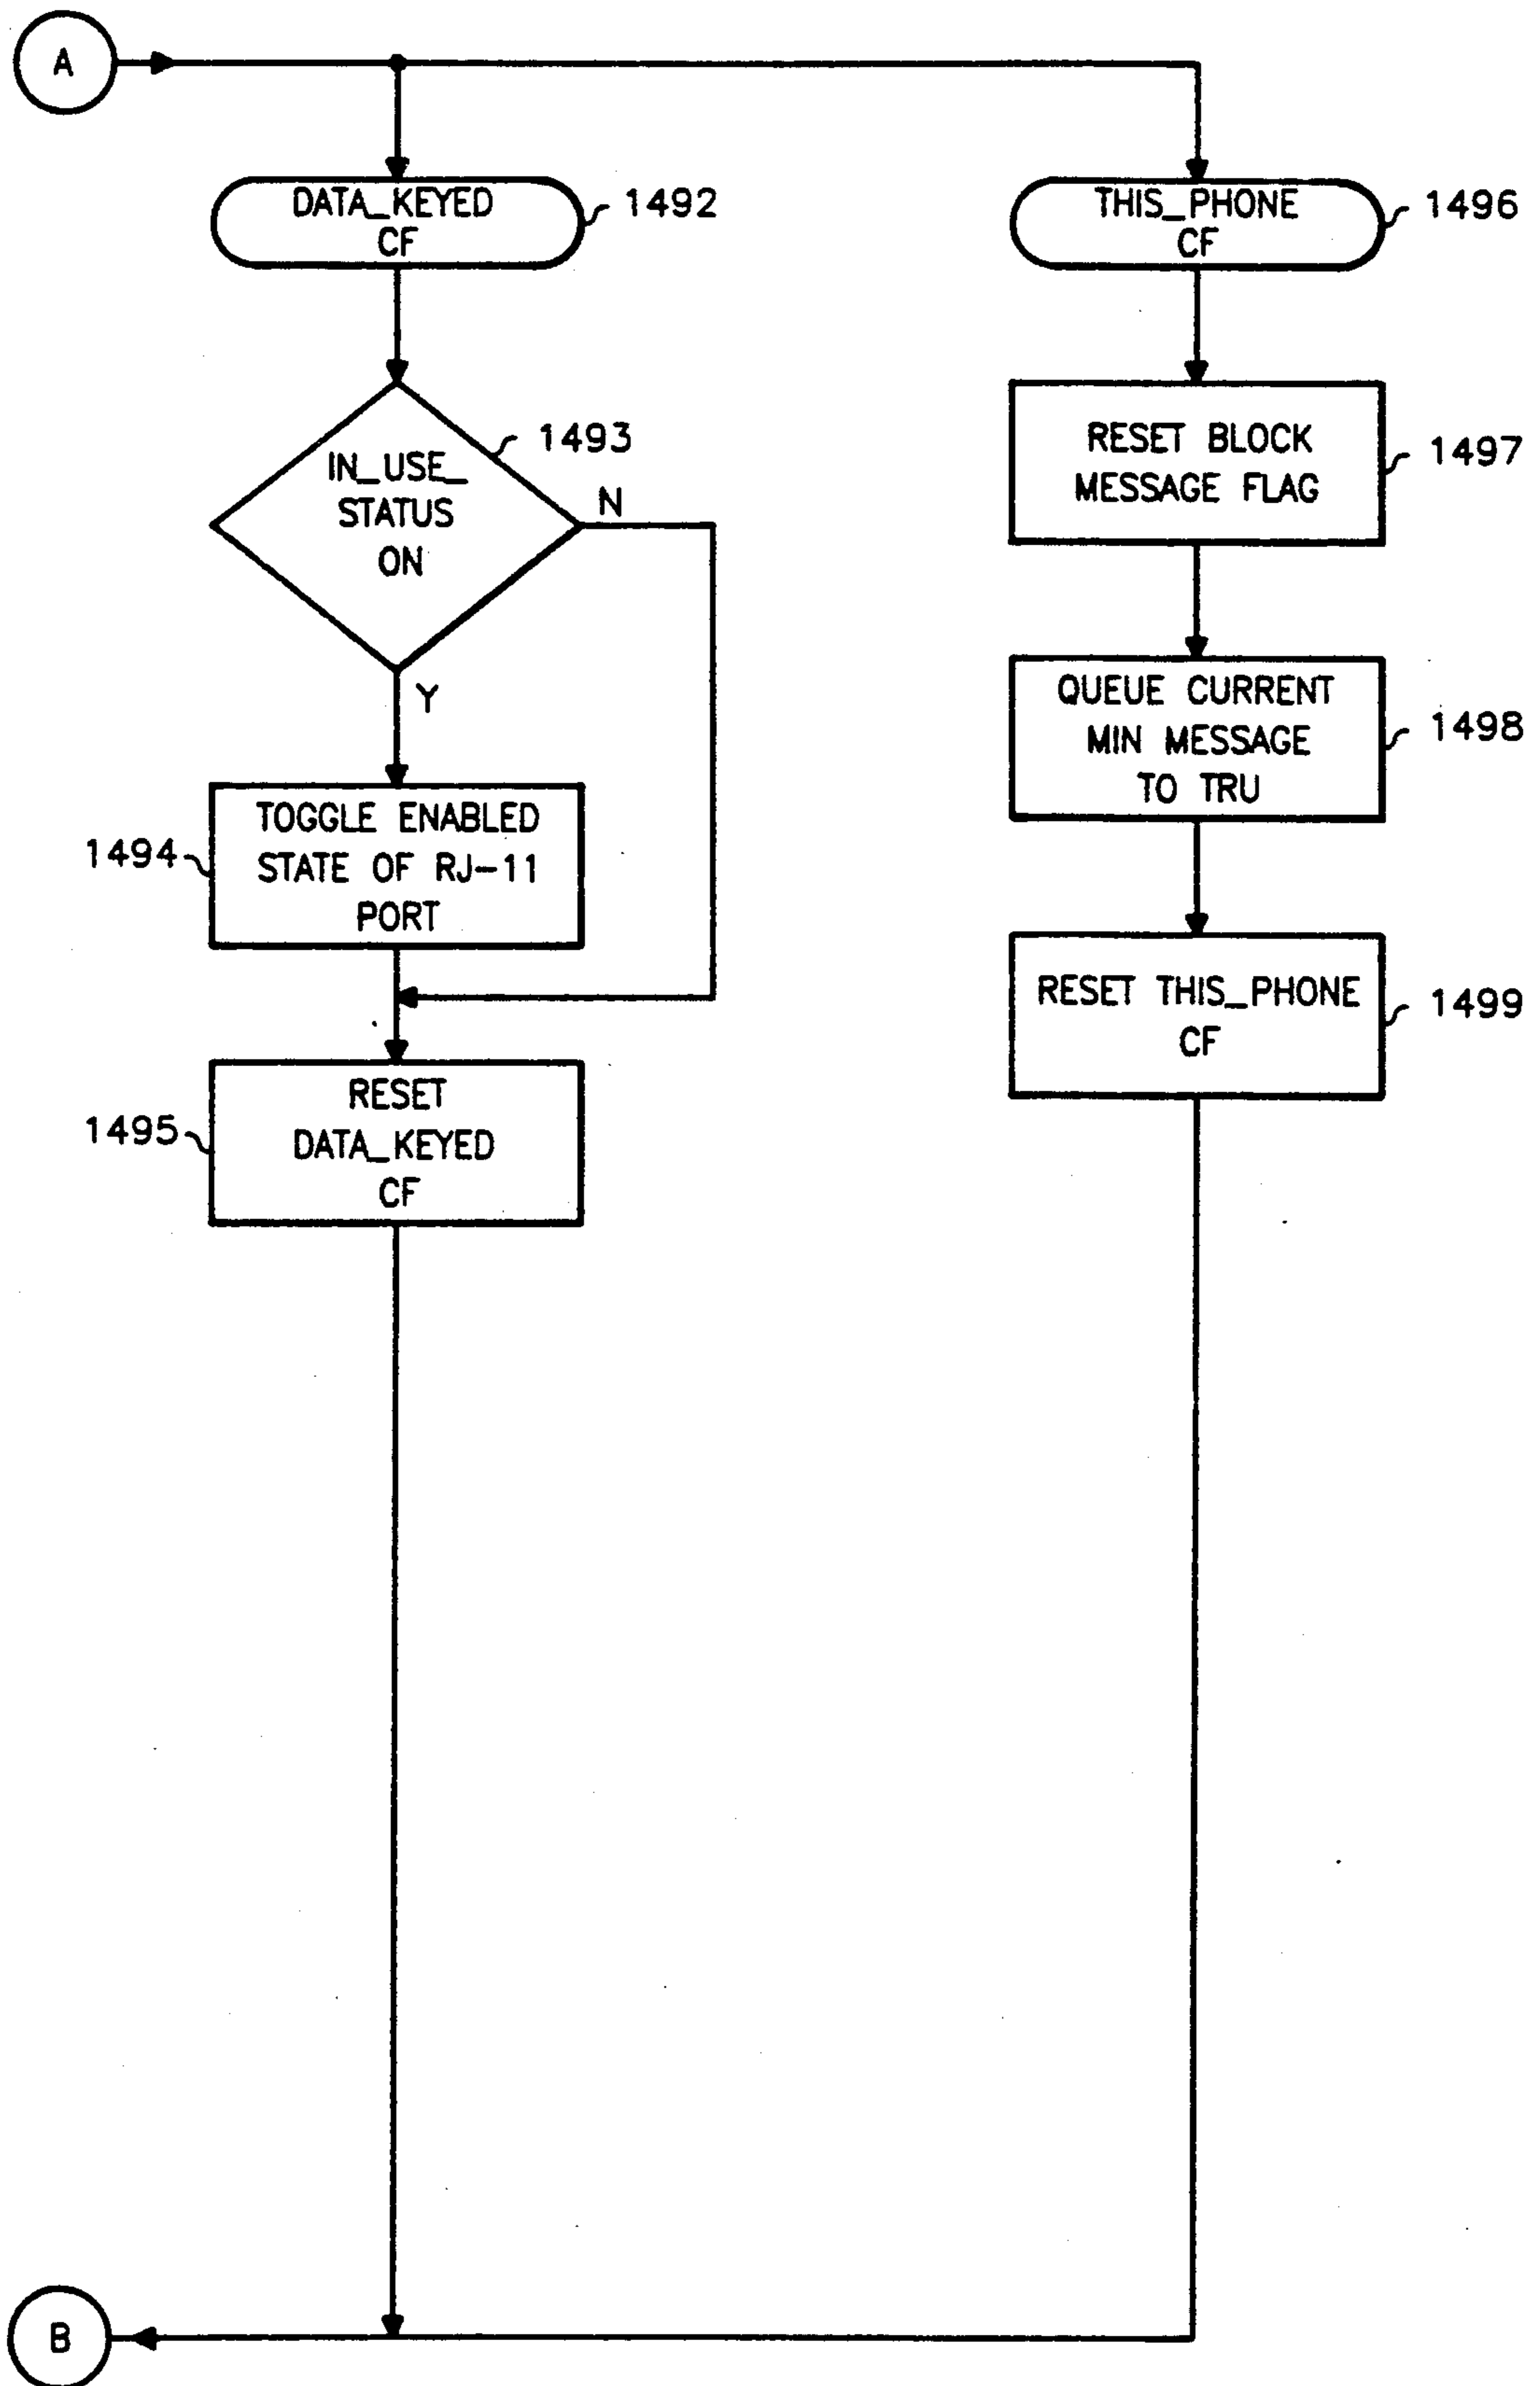 A
DATA_KEYED
CF
1492
IN_USE_
STATUS
ON
1493
N
Y
TOGGLE ENABLED
STATE OF RJ-11
PORT
1494
RESET
DATA_KEYED
CF
1495
THIS_PHONE
CF
1496
RESET BLOCK
MESSAGE FLAG
1497
QUEUE CURRENT
MIN MESSAGE
TO TRU
1498
RESET THIS_PHONE
CF
1499
B